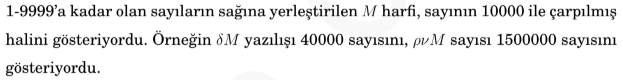 1-9999'a kadar olan sayıların sağına yerleştirilen M harfi, sayının 10000 ile çarpılmış
halini gösteriyordu. Örneğin δM yazılışı 40000 sayısını, ρνM sayısı 1500000 sayısını
gösteriyordu.